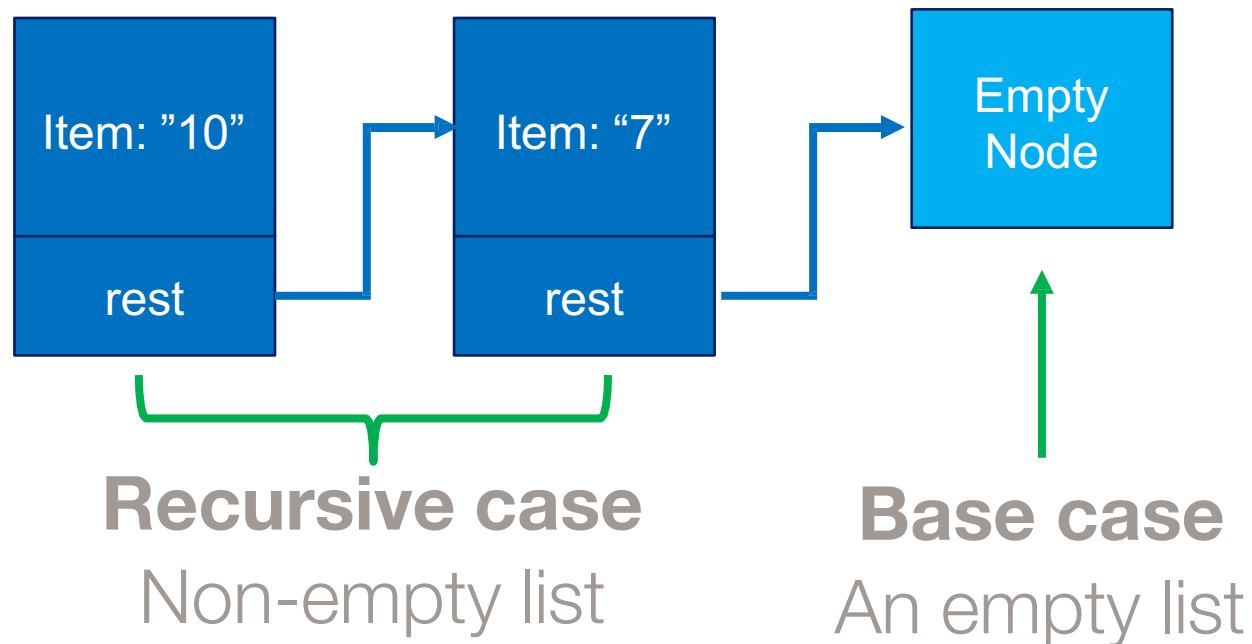 Item: ”10”
rest
Item: “7”
rest
Empty
Node
Recursive case
Non-empty list
Base case
An empty list